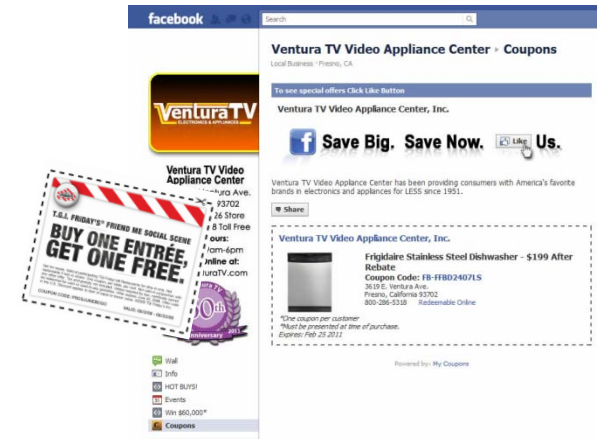 facebook
Search
Ventura TV Video Appliance Center › Coupons
Local Business · Fresno, CA
To see special offers Click Like Button
Ventura TV Video Appliance Center, Inc.
Save Big. Save Now. Like Us.
Ventura TV Video Appliance Center has been providing consumers with America's favorite
brands in electronics and appliances for LESS since 1951.
Share
Ventura TV Video Appliance Center, Inc.
Frigidaire Stainless Steel Dishwasher - $199 After
Rebate
Coupon Code: FB-FFBD2407LS
3619 E. Ventura Ave.
Fresno, California 93702
800-286-5318 Redeemable Online
*One coupon per customer
*Must be presented at time of purchase.
Expires: Feb 25 2011
Powered by: My Coupons
VenturaTV
ELECTRONICS & APPLIANCES
Ventura TV Video
Appliance Center
Ventura Ave.
93702
26 Store
8 Toll Free
ours:
am-6pm
nline at:
uraTV.com
60th
Anniversary
2011
T.G.I. FRIDAY'S® FRIEND ME SOCIAL SCENE
BUY ONE ENTRÉE,
GET ONE FREE.
Wall
Info
HOT BUYS!
Events
Win $60,000*
Coupons